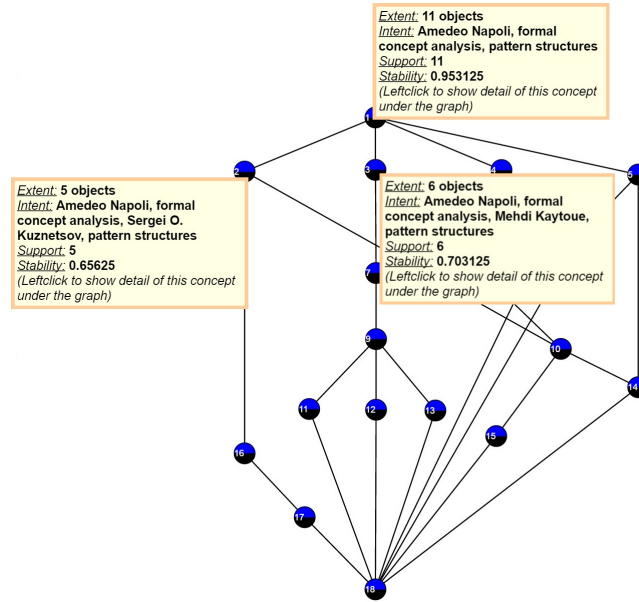 Extent: 11 objects
Intent: Amedeo Napoli, formal
concept analysis, pattern structures
Support: 11
Stability: 0.953125
(Leftclick to show detail of this concept
under the graph)
1
2
3
4
5
Extent: 5 objects
Intent: Amedeo Napoli, formal
concept analysis, Sergei O.
Kuznetsov, pattern structures
Support: 5
Stability: 0.65625
(Leftclick to show detail of this concept
under the graph)
Extent: 6 objects
Intent: Amedeo Napoli, formal
concept analysis, Mehdi Kaytoue,
pattern structures
Support: 6
Stability: 0.703125
(Leftclick to show detail of this concept
under the graph)
7
9
10
14
11
12
13
15
16
17
18